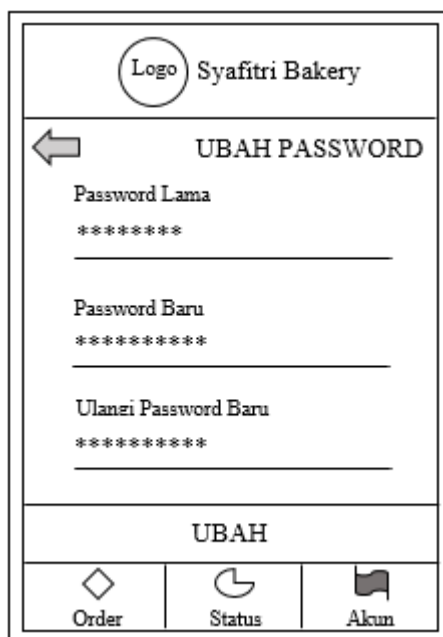 Logo Syafitri Bakery
UBAH PASSWORD
Password Lama
********
Password Baru
**********
Ulangi Password Baru
**********
UBAH
Order Status Akun